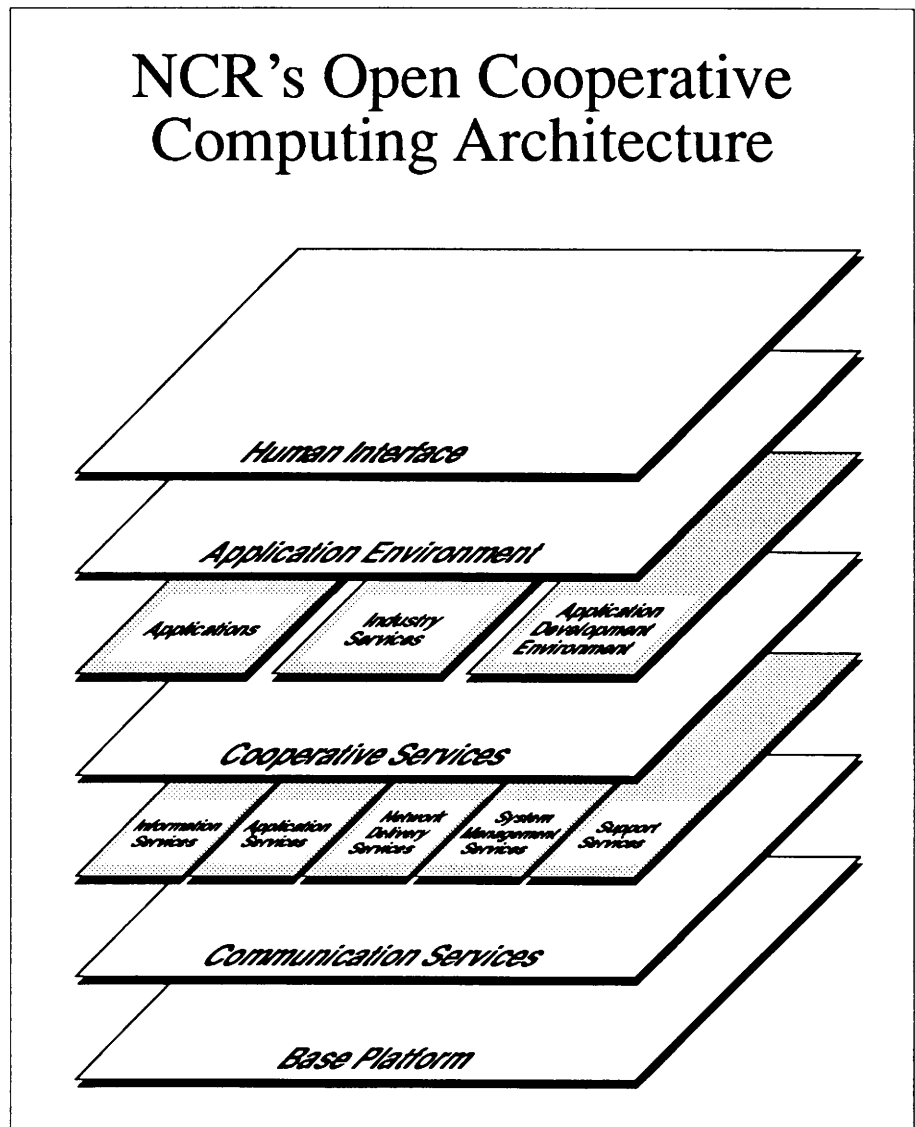 NCR's Open Cooperative
Computing Architecture
Human Interface
Application Environment
Applications
Industry
Services
Application
Development
Environment
Cooperative Services
Information
Services
Application
Services
Network
Delivery
Services
System
Management
Services
Support
Services
Communication Services
Base Platform